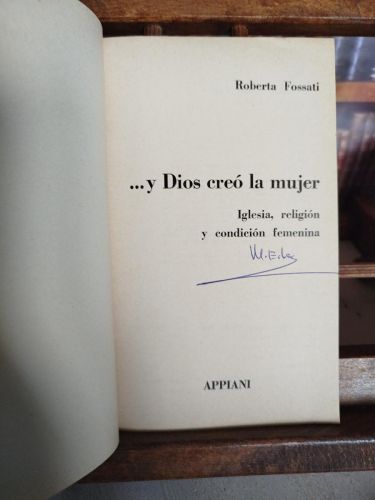 Roberta Fossati
...y Dios creó la mujer
Iglesia, religión
y condición femenina
APPIANI